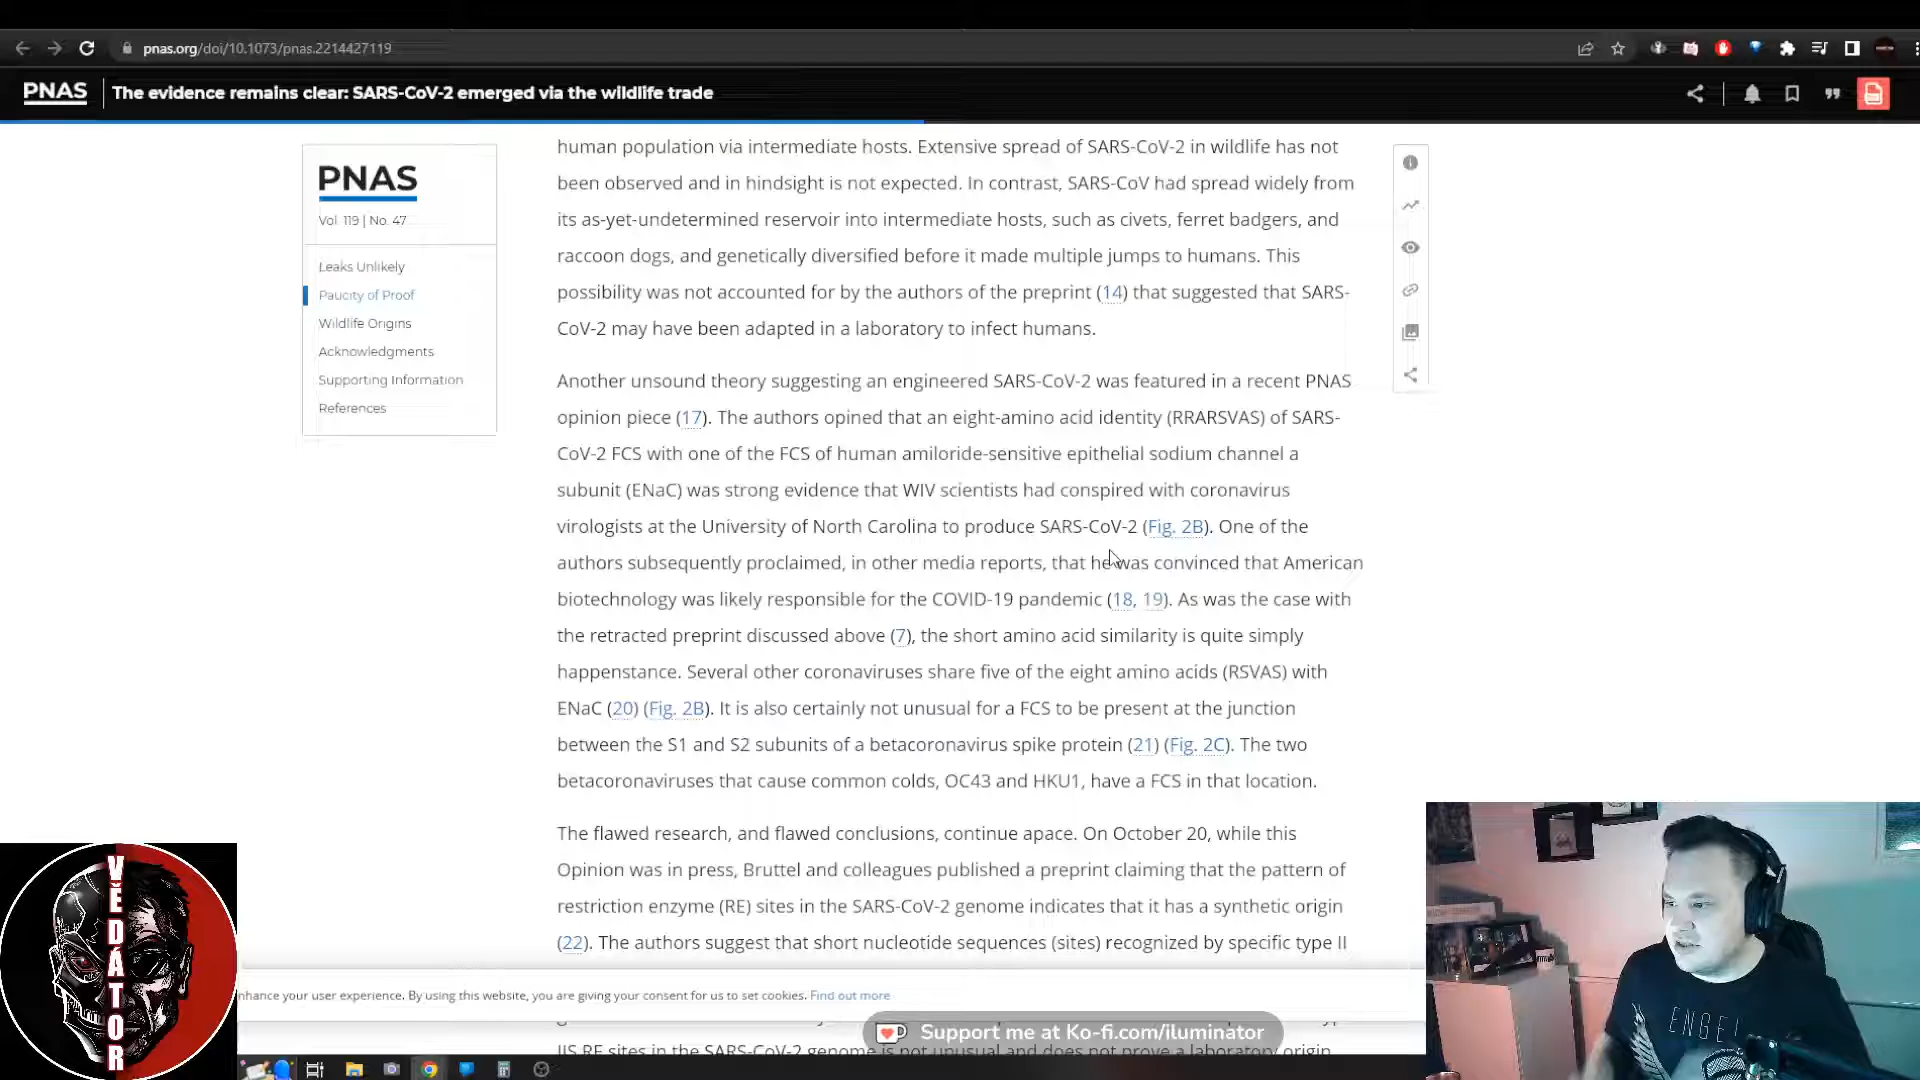 pnas.org/doi/10.1073/pnas.2214427119
PNAS
The evidence remains clear: SARS-CoV-2 emerged via the wildlife trade
PNAS
Vol. 119 | No. 47
Leaks Unlikely
Paucity of Proof
Wildlife Origins
Acknowledgments
Supporting Information
References
human population via intermediate hosts. Extensive spread of SARS-CoV-2 in wildlife has not
been observed and in hindsight is not expected. In contrast, SARS-CoV had spread widely from
its as-yet-undetermined reservoir into intermediate hosts, such as civets, ferret badgers, and
raccoon dogs, and genetically diversified before it made multiple jumps to humans. This
possibility was not accounted for by the authors of the preprint (14) that suggested that SARS-
CoV-2 may have been adapted in a laboratory to infect humans.
Another unsound theory suggesting an engineered SARS-CoV-2 was featured in a recent PNAS
opinion piece (17). The authors opined that an eight-amino acid identity (RRARSVAS) of SARS-
CoV-2 FCS with one of the FCS of human amiloride-sensitive epithelial sodium channel a
subunit (ENaC) was strong evidence that WIV scientists had conspired with coronavirus
virologists at the University of North Carolina to produce SARS-CoV-2 (Fig. 2B). One of the
authors subsequently proclaimed, in other media reports, that he was convinced that American
biotechnology was likely responsible for the COVID-19 pandemic (18, 19). As was the case with
the retracted preprint discussed above (7), the short amino acid similarity is quite simply
happenstance. Several other coronaviruses share five of the eight amino acids (RSVAS) with
ENaC (20) (Fig. 2B). It is also certainly not unusual for a FCS to be present at the junction
between the S1 and S2 subunits of a betacoronavirus spike protein (21) (Fig. 2C). The two
betacoronaviruses that cause common colds, OC43 and HKU1, have a FCS in that location.
The flawed research, and flawed conclusions, continue apace. On October 20, while this
Opinion was in press, Bruttel and colleagues published a preprint claiming that the pattern of
restriction enzyme (RE) sites in the SARS-CoV-2 genome indicates that it has a synthetic origin
(22). The authors suggest that short nucleotide sequences (sites) recognized by specific type II
nhance your user experience. By using this website, you are giving your consent for us to set cookies. Find out more
Support me at Ko-fi.com/iluminator
IIS RE sites in the SARS-CoV-2 genome is not unusual and does not prove a laboratory origin
VĚDÁTOR
ENGE